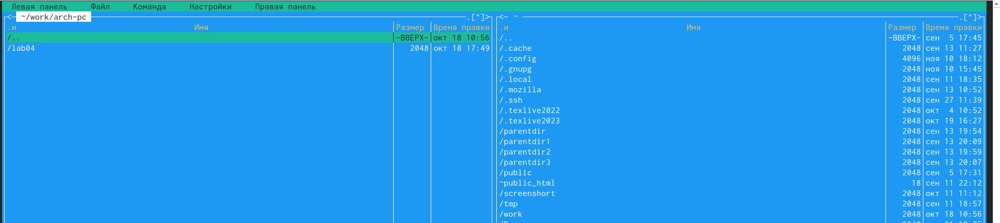 Левая панель Файл Команда Настройки Правая панель
<─ ~/work/arch-pc ─.[^]>
.и Имя Размер Время правки
/.. -ВВЕРХ- окт 18 10:56
/lab04 2048 окт 18 17:49
<─ ~ ─.[^]>
.и Имя Размер Время правки
/.. -ВВЕРХ- сен 5 17:45
/.cache 2048 сен 13 11:27
/.config 4096 ноя 10 18:12
/.gnupg 2048 ноя 10 15:45
/.local 2048 сен 11 18:35
/.mozilla 2048 сен 13 10:52
/.ssh 2048 сен 27 11:39
/.texlive2022 2048 окт 4 10:52
/.texlive2023 2048 окт 19 16:27
/parentdir 2048 сен 13 19:54
/parentdir1 2048 сен 13 20:09
/parentdir2 2048 сен 13 19:59
/parentdir3 2048 сен 13 20:07
/public 2048 сен 5 17:31
~public_html 18 сен 11 22:12
/screenshort 2048 окт 11 11:12
/tmp 2048 сен 11 18:57
/work 2048 окт 18 10:56